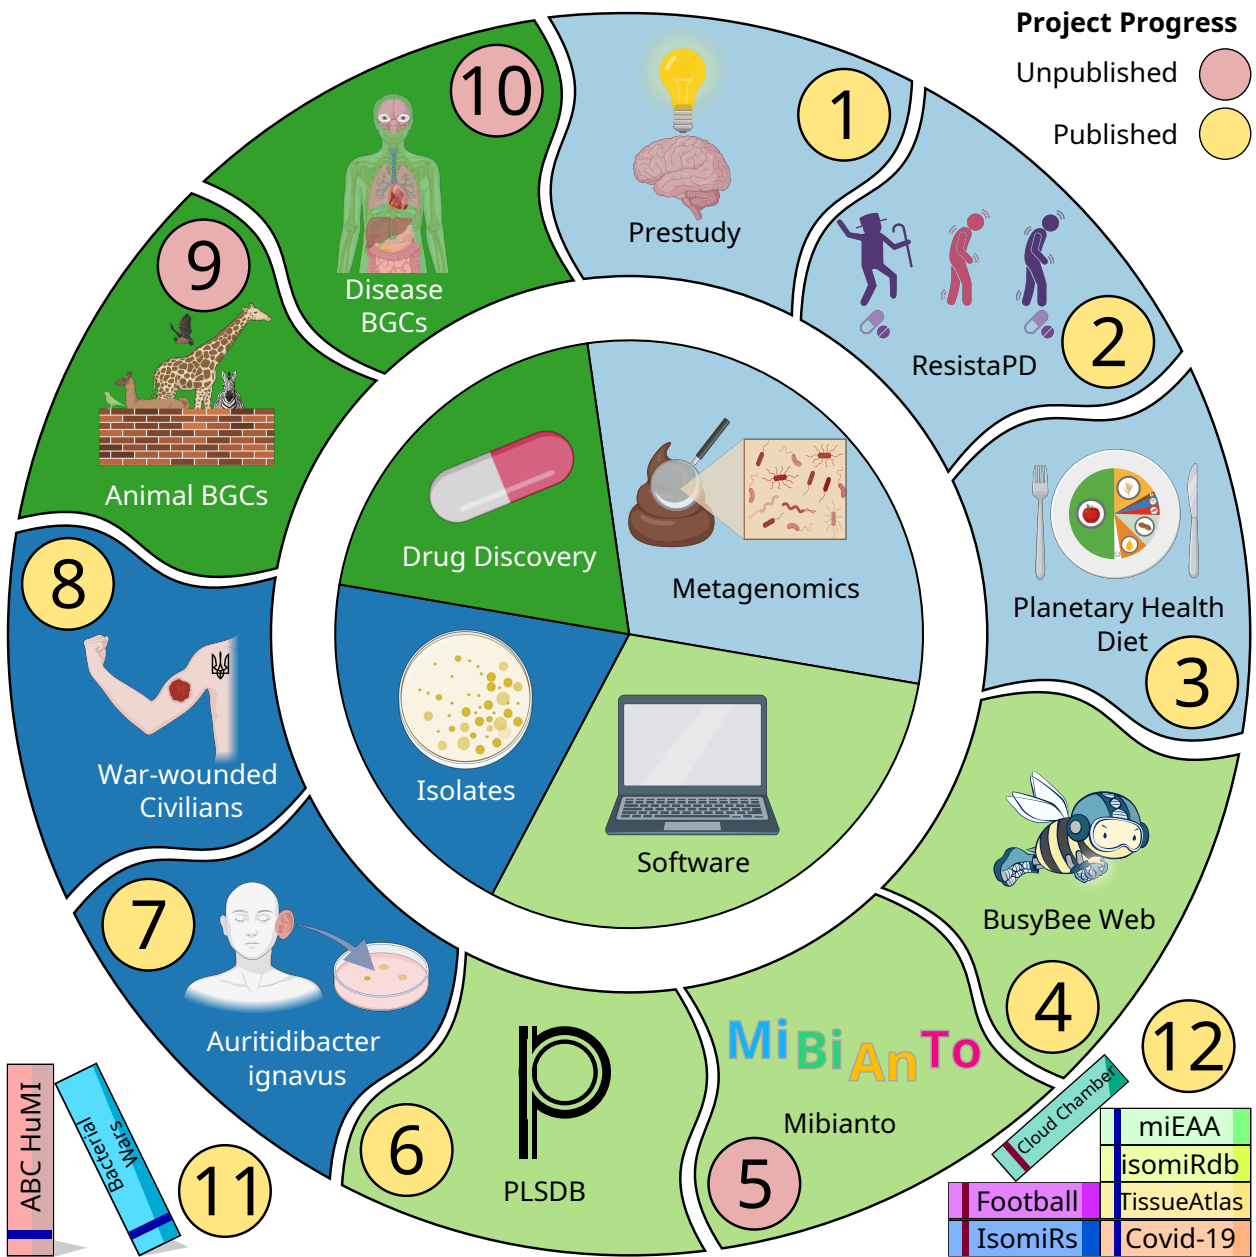 Project Progress
Unpublished
Published
10
1
Prestudy
Disease
BGCs
9
ResistaPD
2
Animal BGCs
Drug Discovery
Metagenomics
Planetary Health
Diet
3
8
War-wounded
Civilians
Isolates
Software
BusyBee Web
4
7
Auritidibacter
ignavus
MiBiAnTo
Mibianto
5
6
PLSDB
12
Cloud Chamber
miEAA
isomiRdb
Football
TissueAtlas
IsomiRs
Covid-19
ABC HuMI
Bacterial
Wars
11